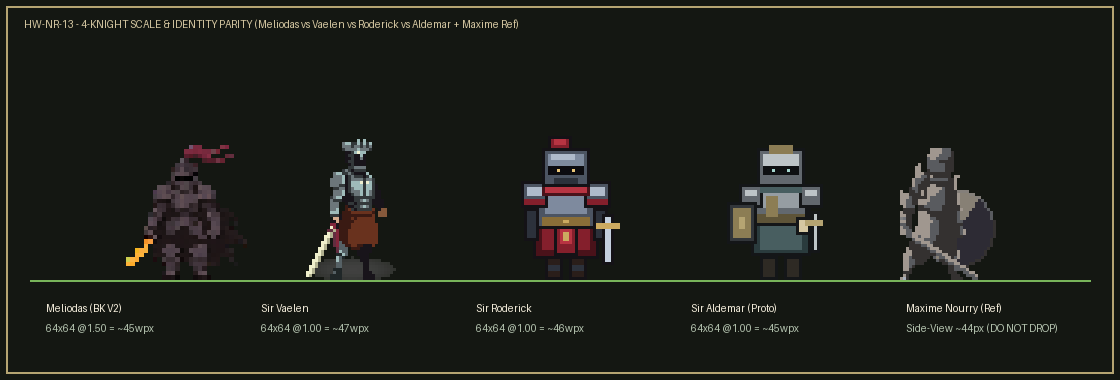 HW-NR-13 - 4-KNIGHT SCALE & IDENTITY PARITY (Meliodas vs Vaelen vs Roderick vs Aldemar + Maxime Ref)
Meliodas (BK V2)
64x64 @1.50 = ~45wpx
Sir Vaelen
64x64 @1.00 = ~47wpx
Sir Roderick
64x64 @1.00 = ~46wpx
Sir Aldemar (Proto)
64x64 @1.00 = ~45wpx
Maxime Nourry (Ref)
Side-View ~44px (DO NOT DROP)